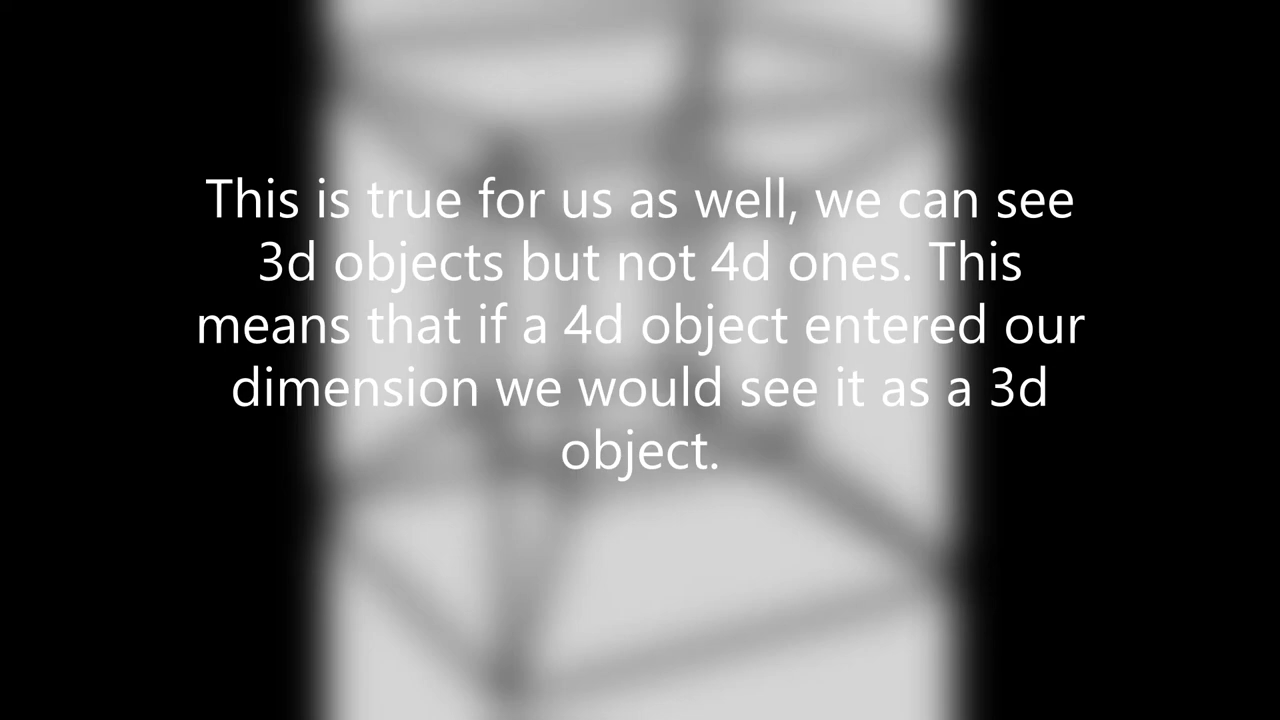 This is true for us as well, we can see
3d objects but not 4d ones. This
means that if a 4d object entered our
dimension we would see it as a 3d
object.